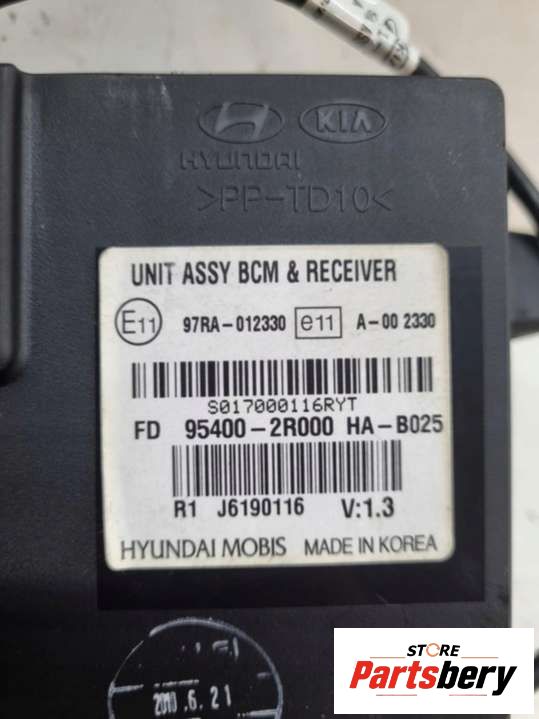 KIA
HYUNDAI
>PP-TD10<
UNIT ASSY BCM & RECEIVER
E11 97RA-012330 e11 A-00 2330
S017000116RYT
FD 95400-2R000 HA-B025
R1 J6190116 V:1.3
HYUNDAI MOBIS MADE IN KOREA
2010.6.21
STORE
Partsbery